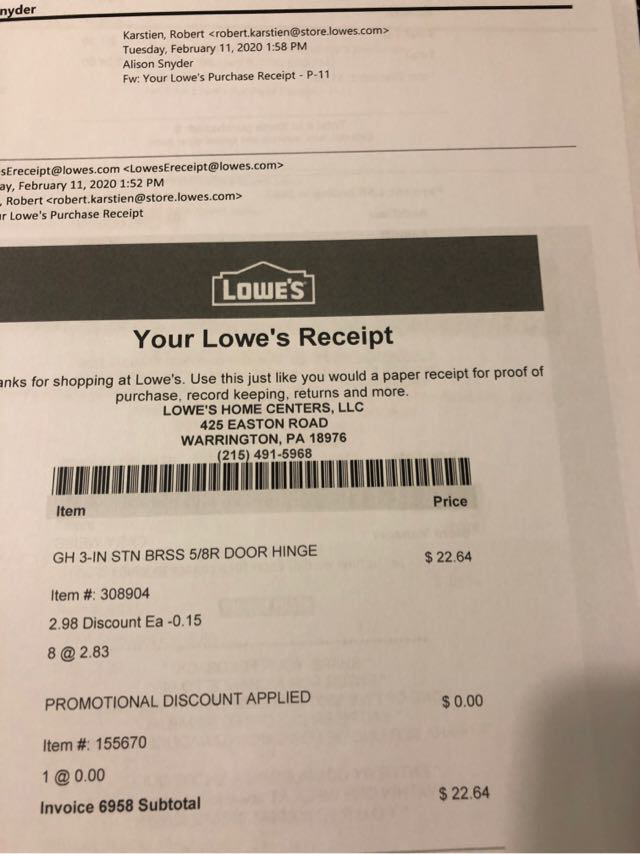 nyder
Karstien, Robert <robert.karstien@store.lowes.com>
Tuesday, February 11, 2020 1:58 PM
Alison Snyder
Fw: Your Lowe's Purchase Receipt - P-11
sEreceipt@lowes.com <LowesEreceipt@lowes.com>
ay, February 11, 2020 1:52 PM
, Robert <robert.karstien@store.lowes.com>
r Lowe's Purchase Receipt
LOWE'S
Your Lowe's Receipt
anks for shopping at Lowe's. Use this just like you would a paper receipt for proof of
purchase, record keeping, returns and more.
LOWE'S HOME CENTERS, LLC
425 EASTON ROAD
WARRINGTON, PA 18976
(215) 491-5968
Item Price
GH 3-IN STN BRSS 5/8R DOOR HINGE $ 22.64
Item #: 308904
2.98 Discount Ea -0.15
8 @ 2.83
PROMOTIONAL DISCOUNT APPLIED $ 0.00
Item #: 155670
1 @ 0.00
Invoice 6958 Subtotal $ 22.64